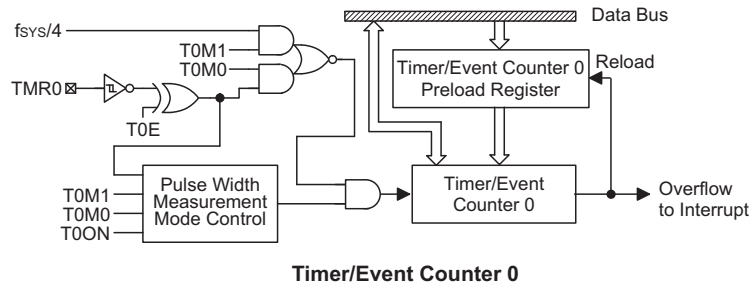 Data Bus
fSYS/4
T0M1
T0M0
TMR0
T0E
Timer/Event Counter 0
Preload Register
Reload
T0M1
T0M0
T0ON
Pulse Width
Measurement
Mode Control
Timer/Event
Counter 0
Overflow
to Interrupt
Timer/Event Counter 0